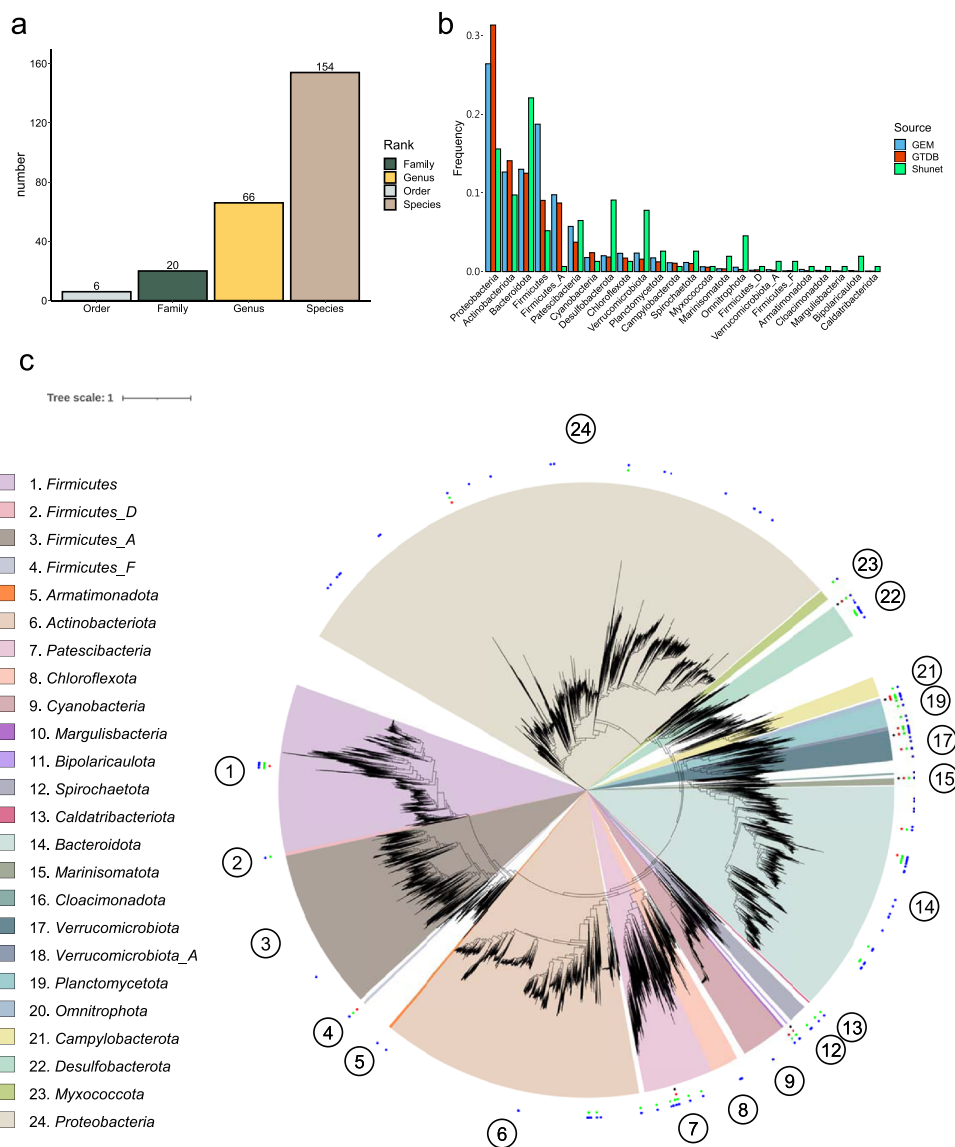 a
number
160
120
80
40
0
6
20
66
154
Order
Family
Genus
Species
Rank
Family
Genus
Order
Species
b
Frequency
0.3
0.2
0.1
0.0
Proteobacteria
Actinobacteriota
Bacteroidota
Firmicutes
Firmicutes_A
Patescibacteria
Cyanobacteria
Desulfobacterota
Chloroflexota
Verrucomicrobiota
Planctomycetota
Campylobacterota
Spirochaetota
Myxococcota
Marinisomatota
Omnitrophota
Firmicutes_D
Verrucomicrobiota_A
Firmicutes_F
Armatimonadota
Cloacimonadota
Margulisbacteria
Bipolaricaulota
Caldatribacteriota
Source
GEM
GTDB
Shunet
c
Tree scale: 1
1. Firmicutes
2. Firmicutes_D
3. Firmicutes_A
4. Firmicutes_F
5. Armatimonadota
6. Actinobacteriota
7. Patescibacteria
8. Chloroflexota
9. Cyanobacteria
10. Margulisbacteria
11. Bipolaricaulota
12. Spirochaetota
13. Caldatribacteriota
14. Bacteroidota
15. Marinisomatota
16. Cloacimonadota
17. Verrucomicrobiota
18. Verrucomicrobiota_A
19. Planctomycetota
20. Omnitrophota
21. Campylobacterota
22. Desulfobacterota
23. Myxococcota
24. Proteobacteria
24
23
22
21
19
17
15
14
13
12
9
8
7
6
5
4
3
2
1